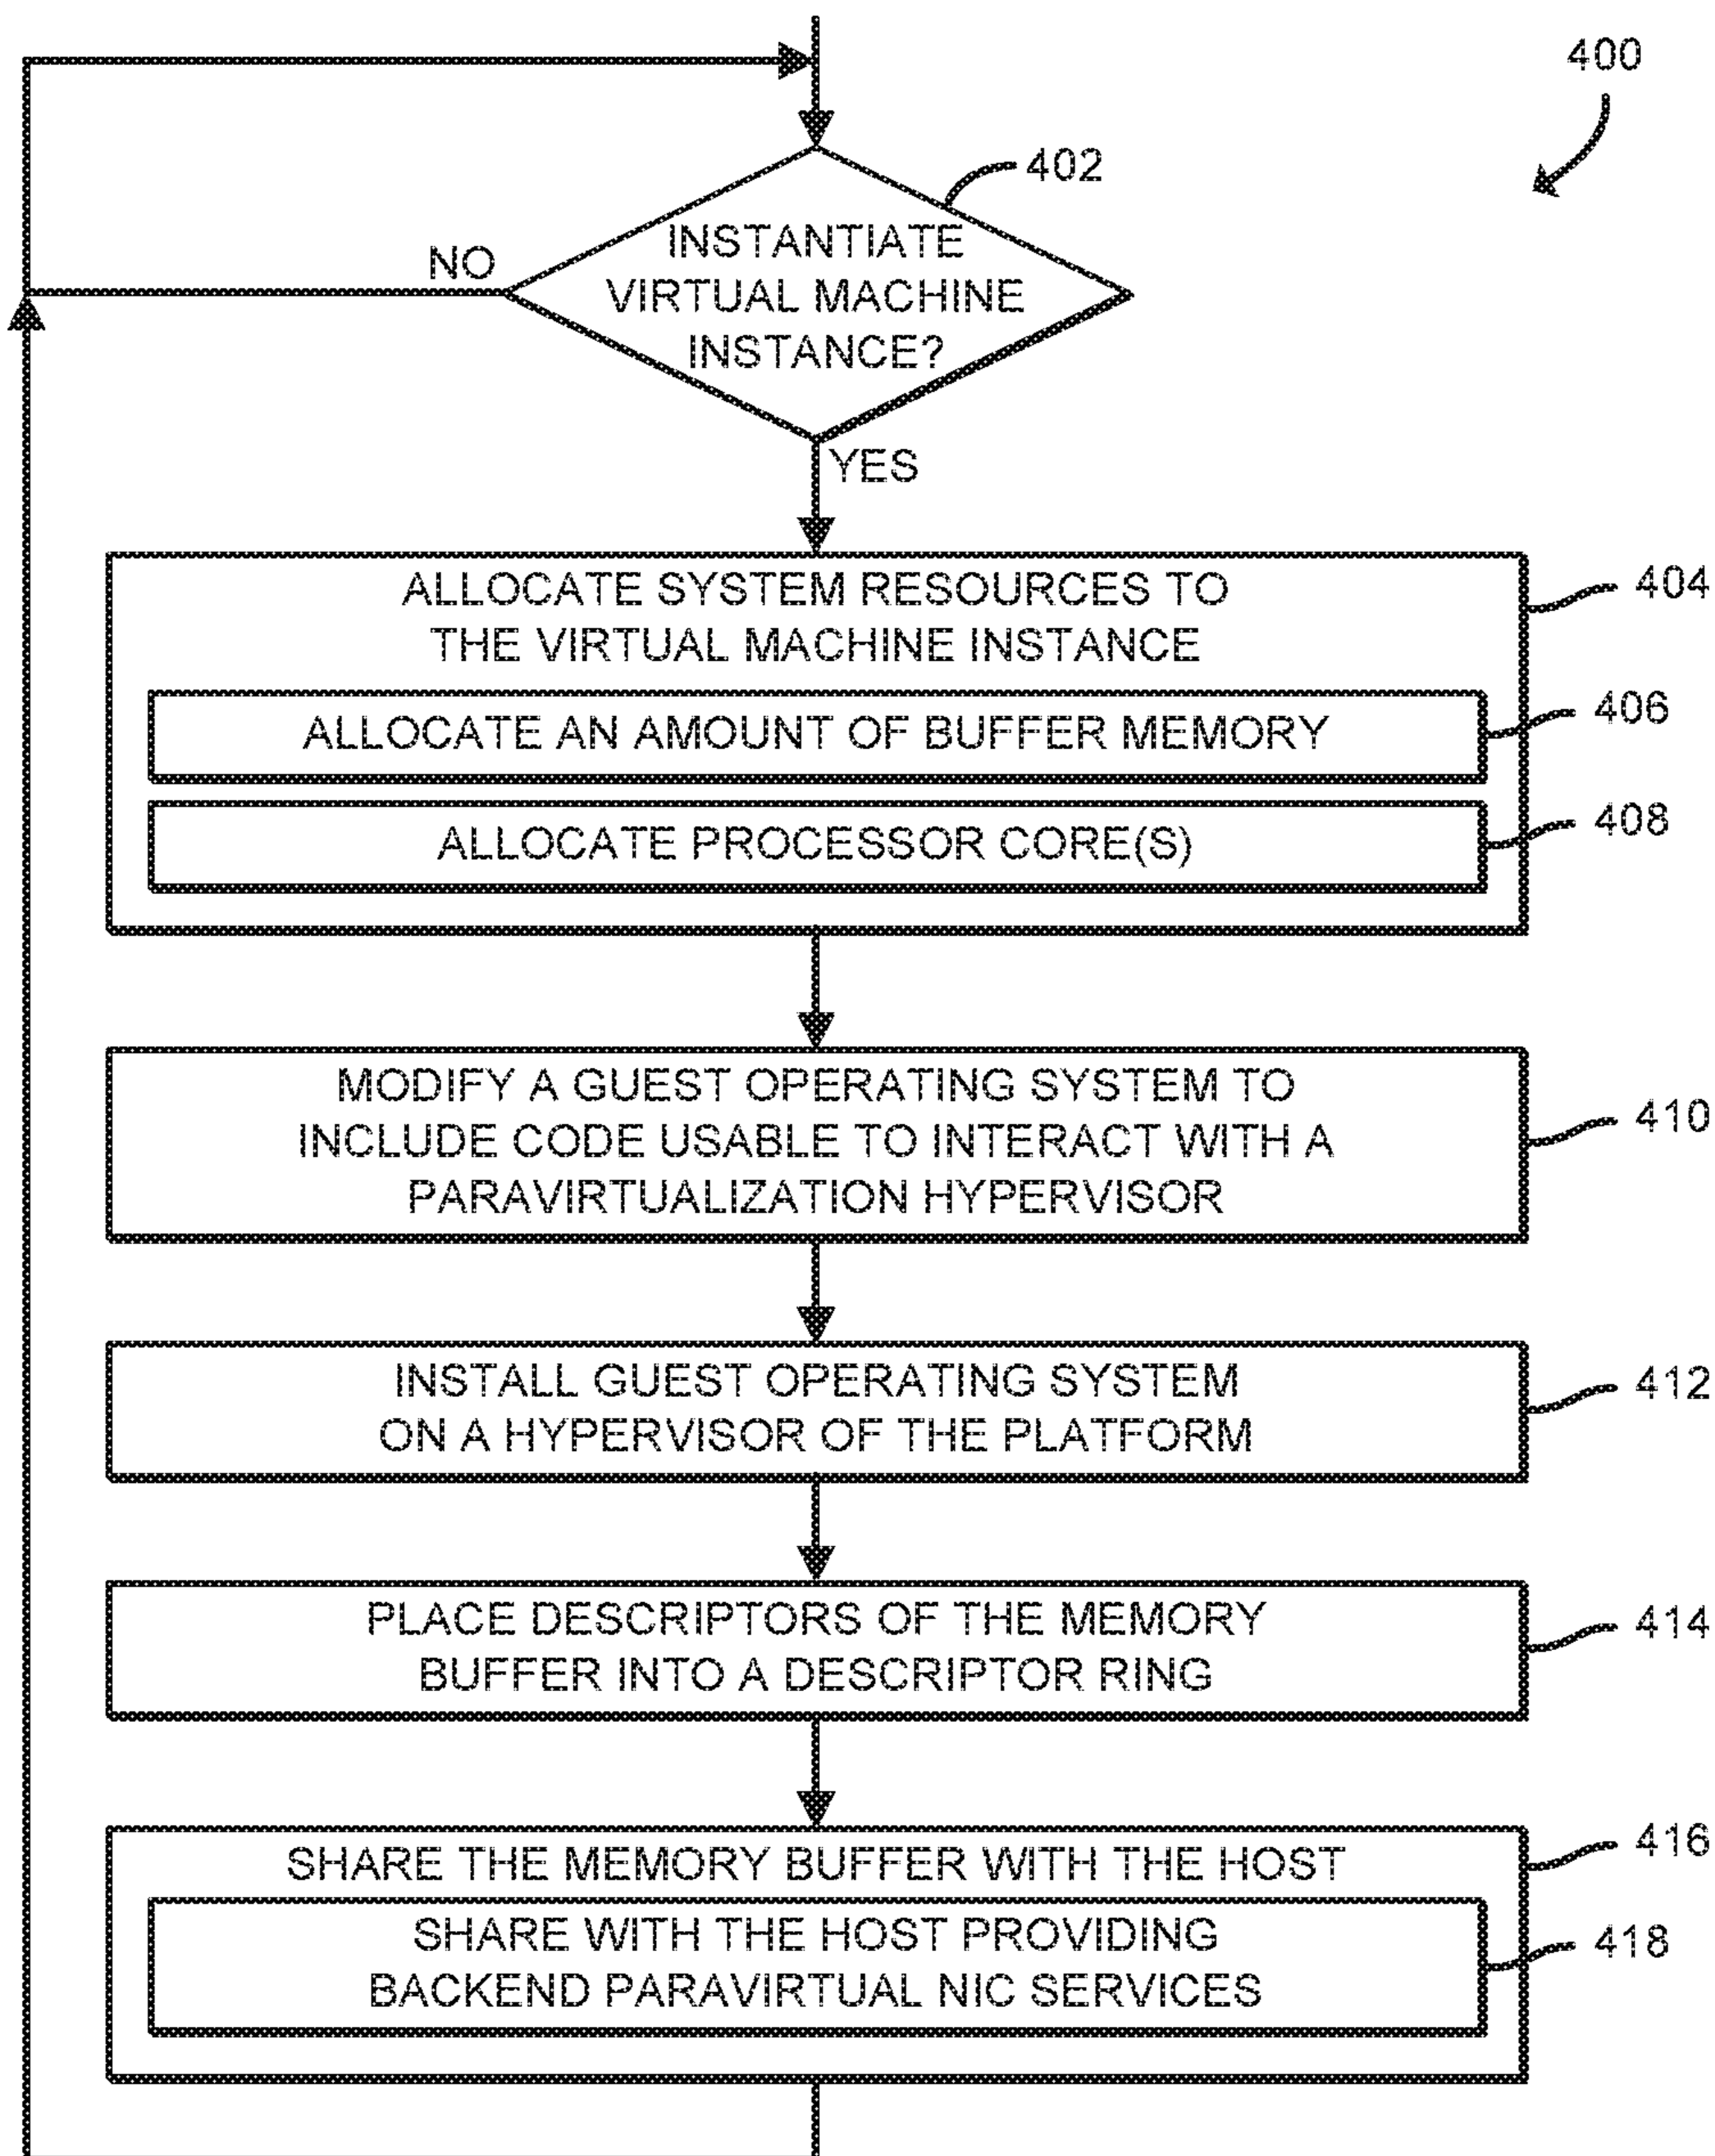 400
402
INSTANTIATE
VIRTUAL MACHINE
INSTANCE?
NO
YES
ALLOCATE SYSTEM RESOURCES TO
THE VIRTUAL MACHINE INSTANCE
404
ALLOCATE AN AMOUNT OF BUFFER MEMORY
406
ALLOCATE PROCESSOR CORE(S)
408
MODIFY A GUEST OPERATING SYSTEM TO
INCLUDE CODE USABLE TO INTERACT WITH A
PARAVIRTUALIZATION HYPERVISOR
410
INSTALL GUEST OPERATING SYSTEM
ON A HYPERVISOR OF THE PLATFORM
412
PLACE DESCRIPTORS OF THE MEMORY
BUFFER INTO A DESCRIPTOR RING
414
SHARE THE MEMORY BUFFER WITH THE HOST
416
SHARE WITH THE HOST PROVIDING
BACKEND PARAVIRTUAL NIC SERVICES
418